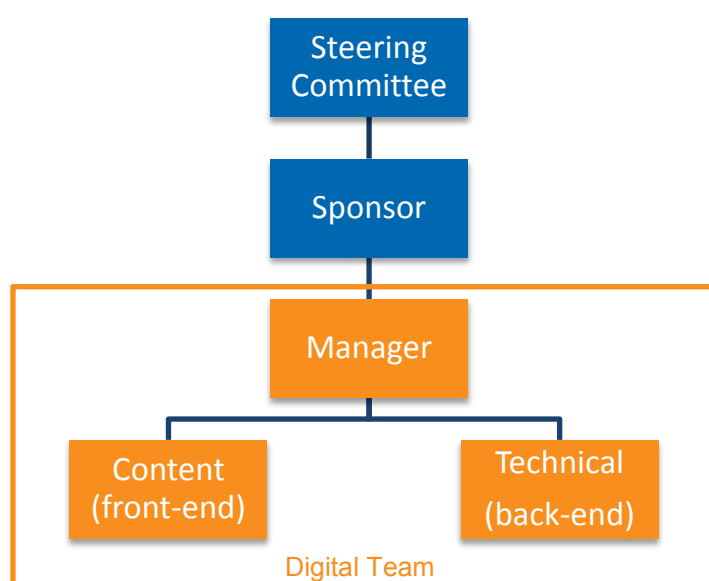 Steering
Committee
Sponsor
Manager
Content
(front-end)
Technical
(back-end)
Digital Team